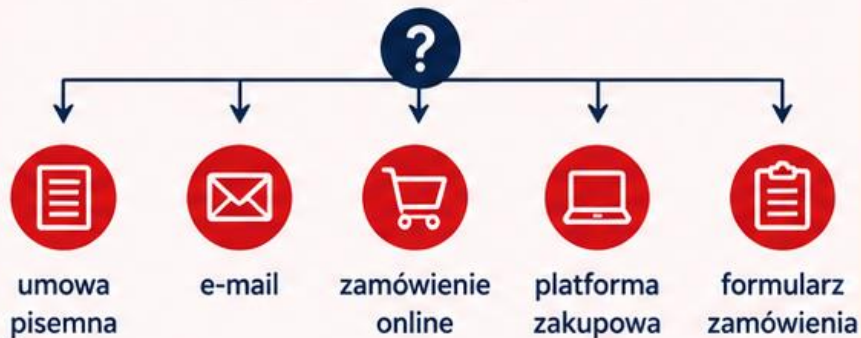 ?
umowa
pisemna
e-mail
zamówienie
online
platforma
zakupowa
formularz
zamówienia